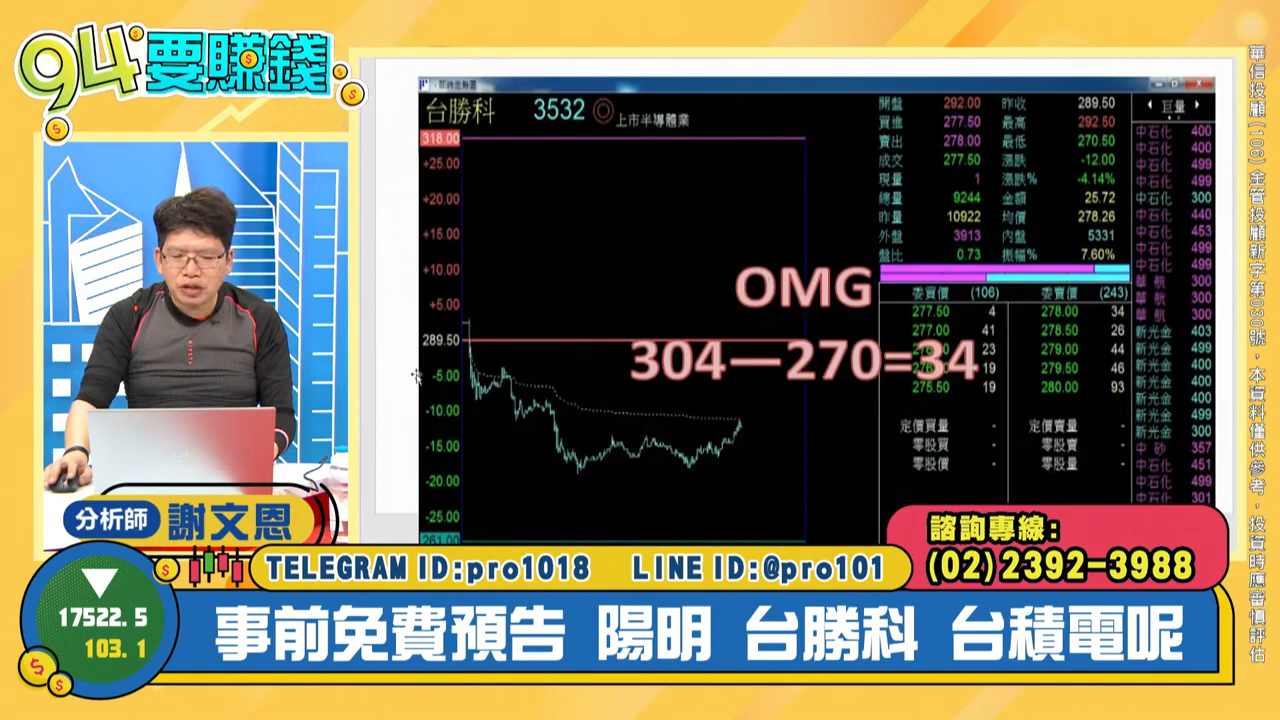 94要賺錢
即時走勢圖
台勝科 3532 上市半導體業
318.00
+25.00
+20.00
+15.00
+10.00
+5.00
289.50
-5.00
-10.00
-15.00
-20.00
-25.00
261.00
開盤 292.00 昨收 289.50
買進 277.50 最高 292.50
賣出 278.00 最低 270.50
成交 277.50 漲跌 -12.00
現量 1 漲跌% -4.14%
總量 9244 金額 25.72
昨量 10922 均價 278.26
外盤 3913 內盤 5331
盤比 0.73 振幅% 7.60%
委買價 (106) 委賣價 (243)
277.50 4 278.00 34
277.00 41 278.50 26
23 279.00 44
19 279.50 46
275.50 19 280.00 93
定價買量 - 定價賣量 -
零股買 - 零股賣 -
零股價 - 零股量 -
巨量
中石化 400
中石化 400
中石化 499
中石化 499
中石化 300
中石化 440
中石化 453
中石化 499
中石化 499
華航 300
華航 300
華航 300
新光金 403
新光金 499
新光金 400
新光金 400
新光金 499
新光金 300
中砂 357
中石化 451
中石化 499
中石化 301
OMG
304—270=34
華信投顧(106)金管投顧新字第030號，本資料僅供參考，投資時應審慎評估
分析師 謝文恩
諮詢專線:
(02)2392-3988
TELEGRAM ID:pro1018 LINE ID:@pro101
17522.5
103.1
事前免費預告 陽明 台勝科 台積電呢